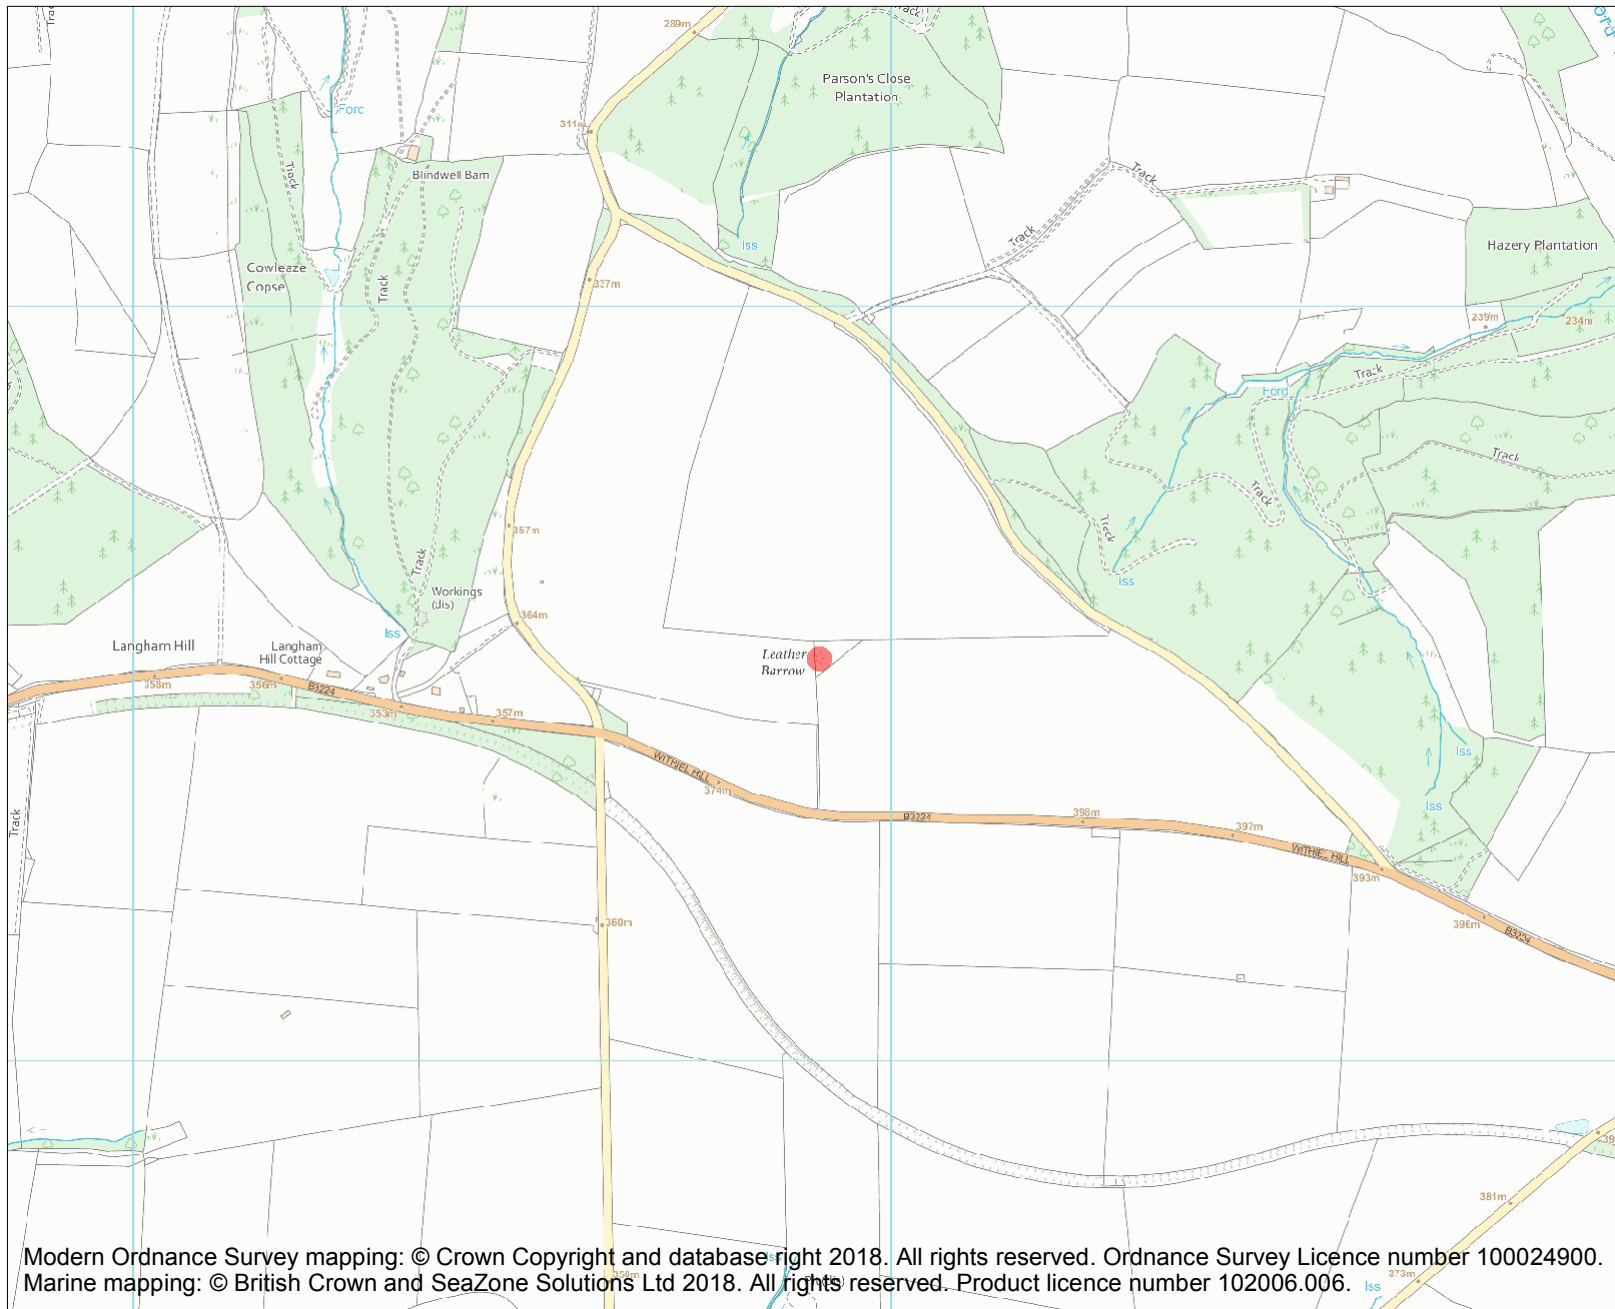 289m
Track
Parson's Close
Plantation
Forc
311m
Track
Blindwell Barn
Track
Track
Iss
Hazery Plantation
Cowleaze
Copse
Track
337m
239m
234m
Track
Ford
Track
Track
357m
Track
Track
Iss
Workings
(dis)
364m
Iss
Langham Hill
Langham
Hill Cottage
Leather
Barrow
358m
356m
B3224
353m
357m
WITHIEL HILL
374m
Iss
Iss
B3224
398m
397m
WITHIEL HILL
393m
Track
396m
B3224
360m
381m
Modern Ordnance Survey mapping: © Crown Copyright and database right 2018. All rights reserved. Ordnance Survey Licence number 100024900.
Marine mapping: © British Crown and SeaZone Solutions Ltd 2018. All rights reserved. Product licence number 102006.006.
373m
Iss